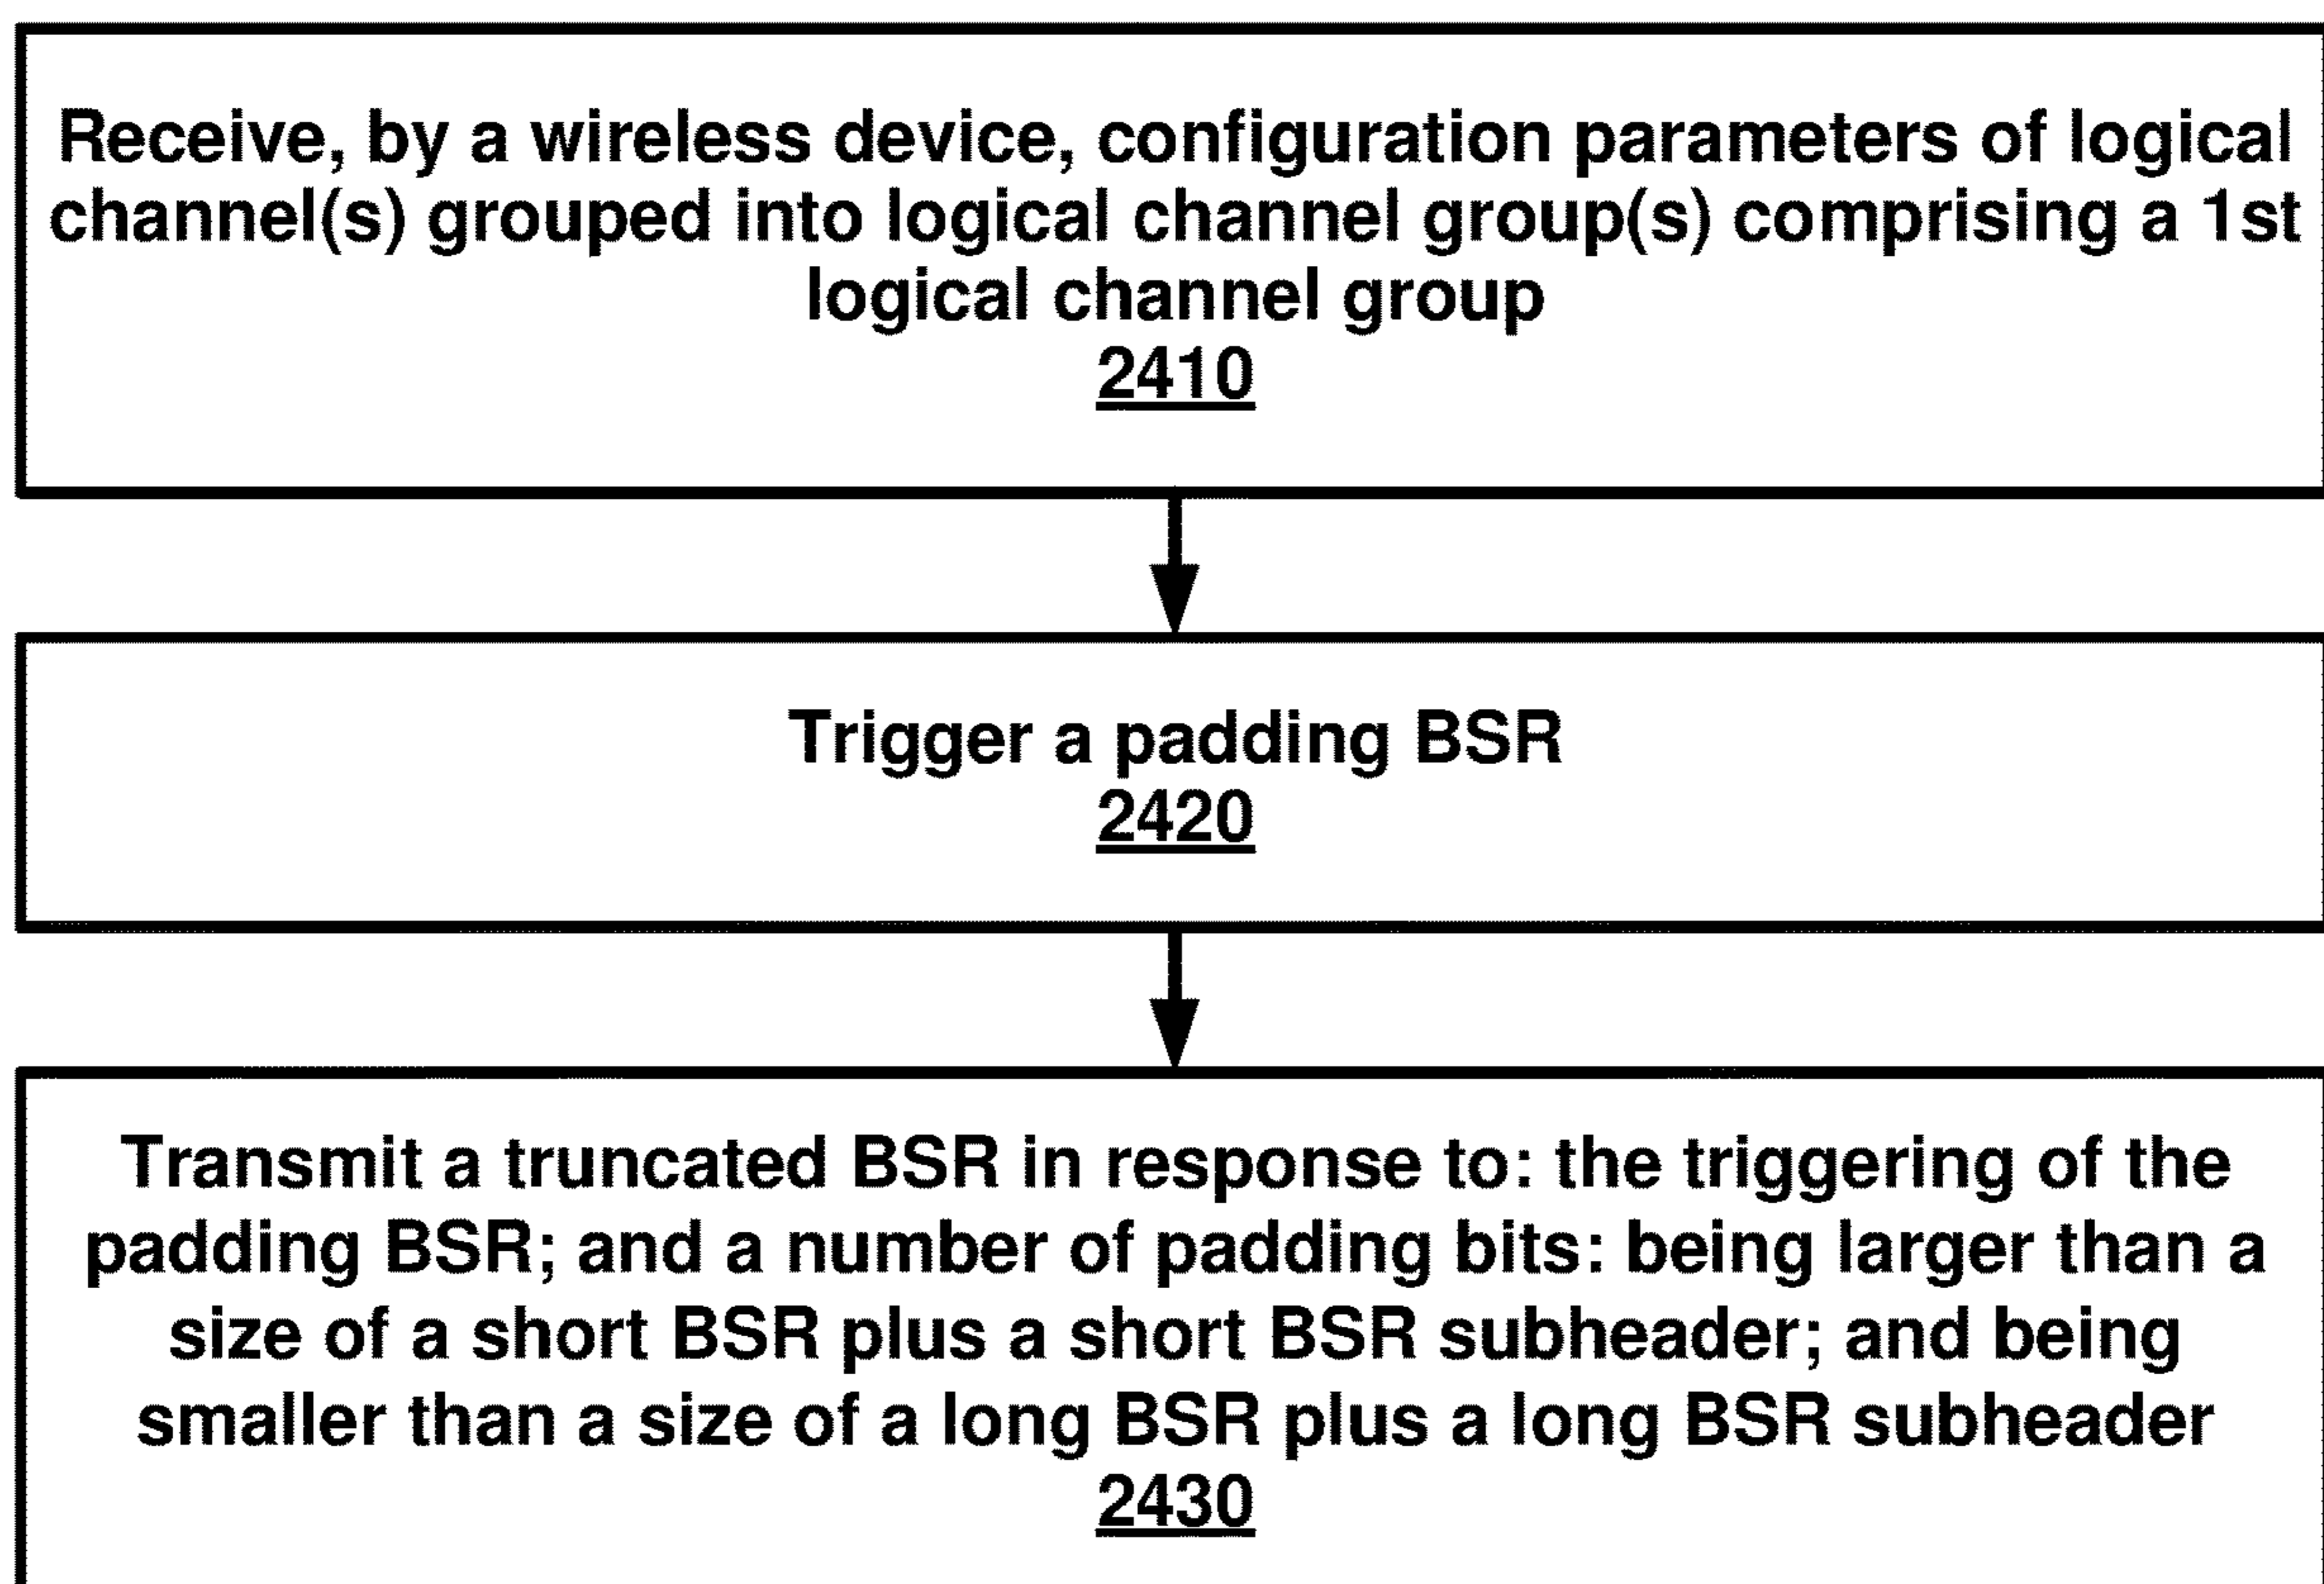 Receive, by a wireless device, configuration parameters of logical
channel(s) grouped into logical channel group(s) comprising a 1st
logical channel group
2410
Trigger a padding BSR
2420
Transmit a truncated BSR in response to: the triggering of the
padding BSR; and a number of padding bits: being larger than a
size of a short BSR plus a short BSR subheader; and being
smaller than a size of a long BSR plus a long BSR subheader
2430